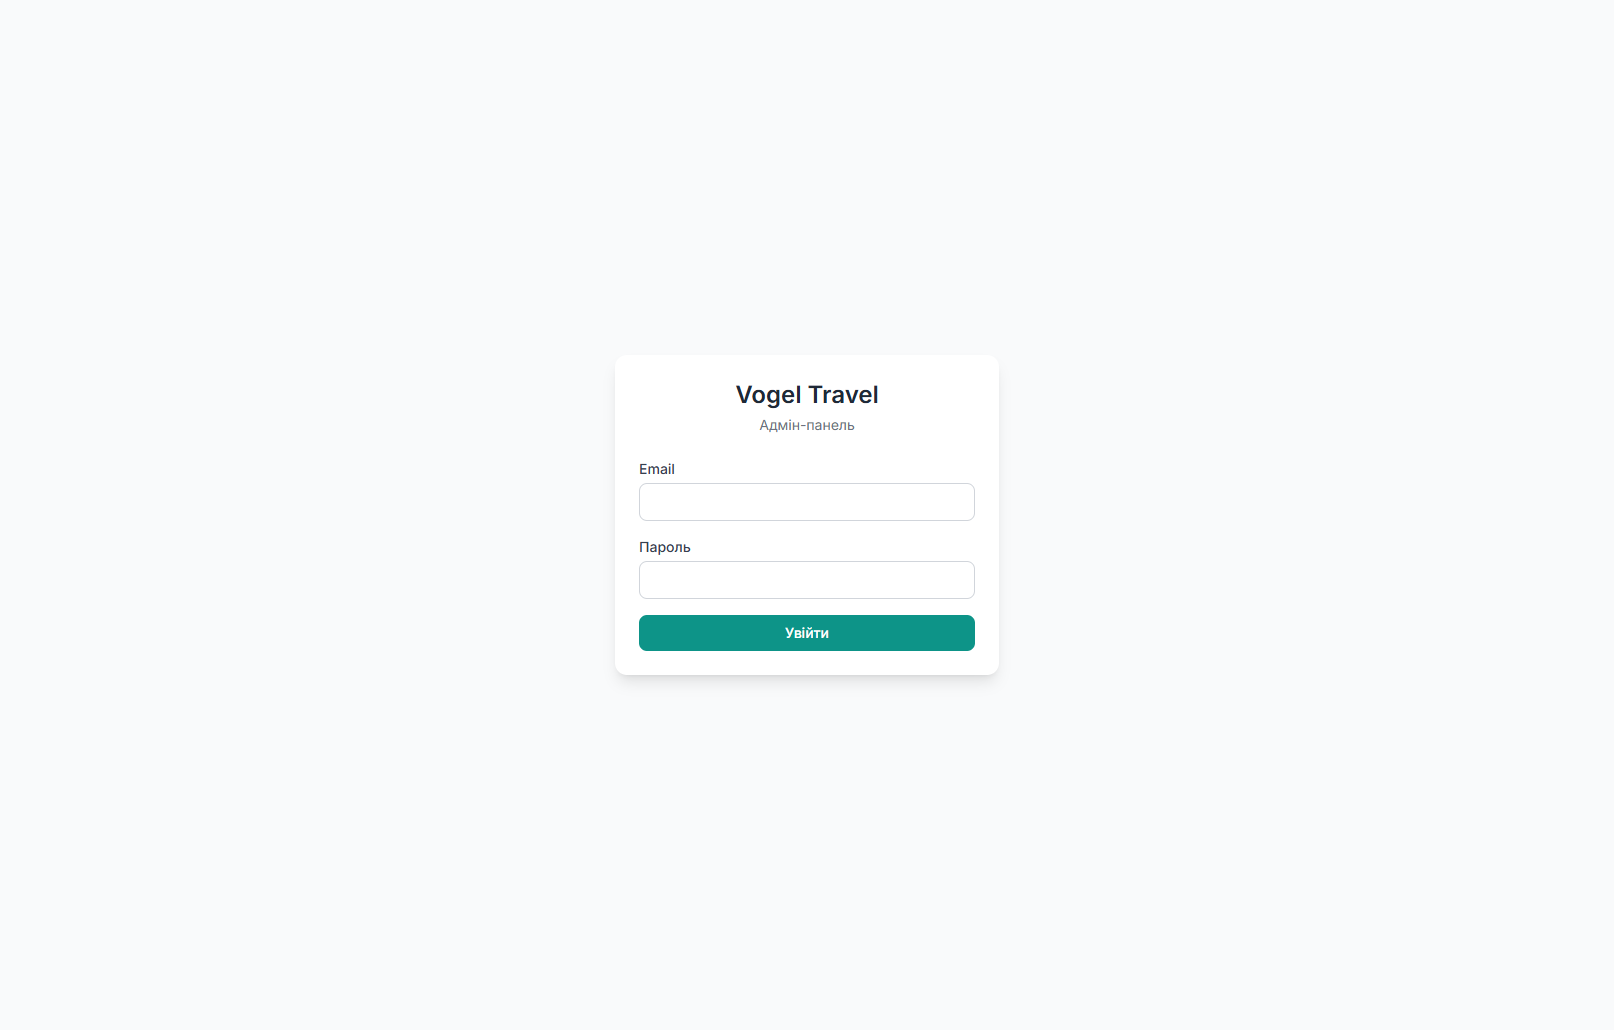 Vogel Travel
Адмін-панель
Email
Пароль
Увійти